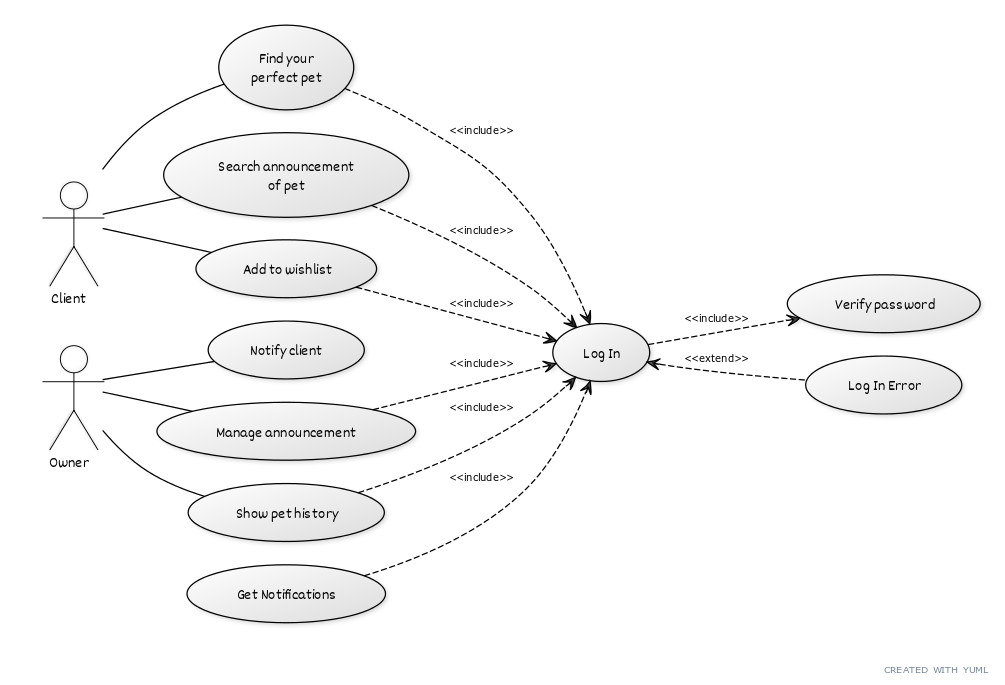 Find your
perfect pet
<<include>>
Search announcement
of pet
<<include>>
Client
Add to wishlist
<<include>>
Verify password
<<include>>
Notify client
Log In
<<include>>
<<extend>>
Log In Error
<<include>>
Manage announcement
Owner
<<include>>
Show pet history
Get Notifications
CREATED WITH YUML